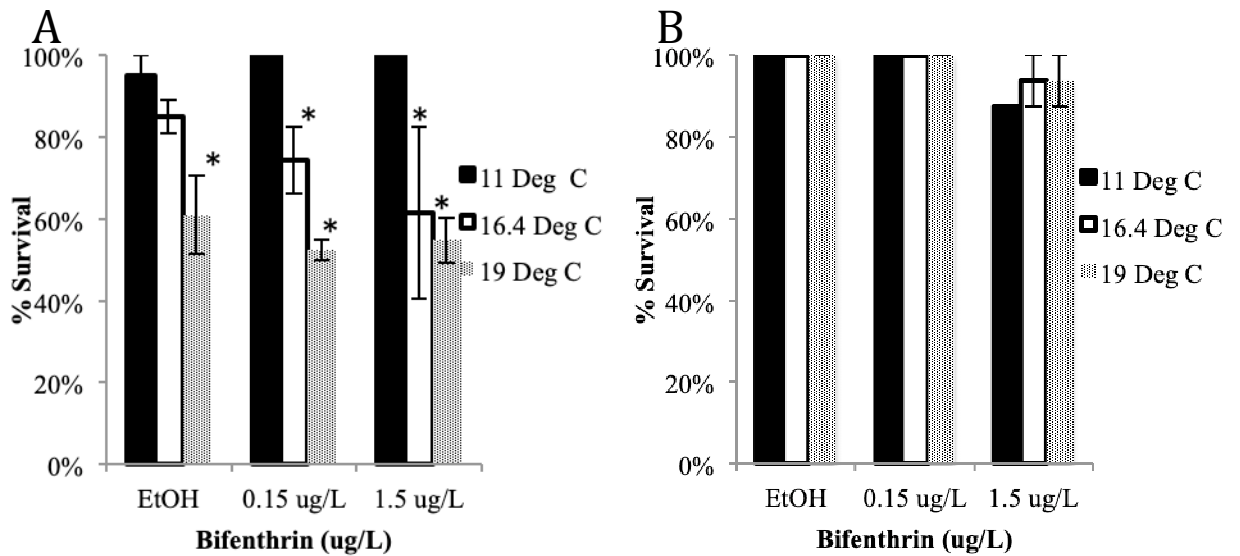 A
100%
80%
60%
40%
20%
0%
% Survival
*
*
*
*
*
11 Deg C
16.4 Deg C
19 Deg C
EtOH
0.15 ug/L
1.5 ug/L
Bifenthrin (ug/L)
B
100%
80%
60%
40%
20%
0%
% Survival
11 Deg C
16.4 Deg C
19 Deg C
EtOH
0.15 ug/L
1.5 ug/L
Bifenthrin (ug/L)